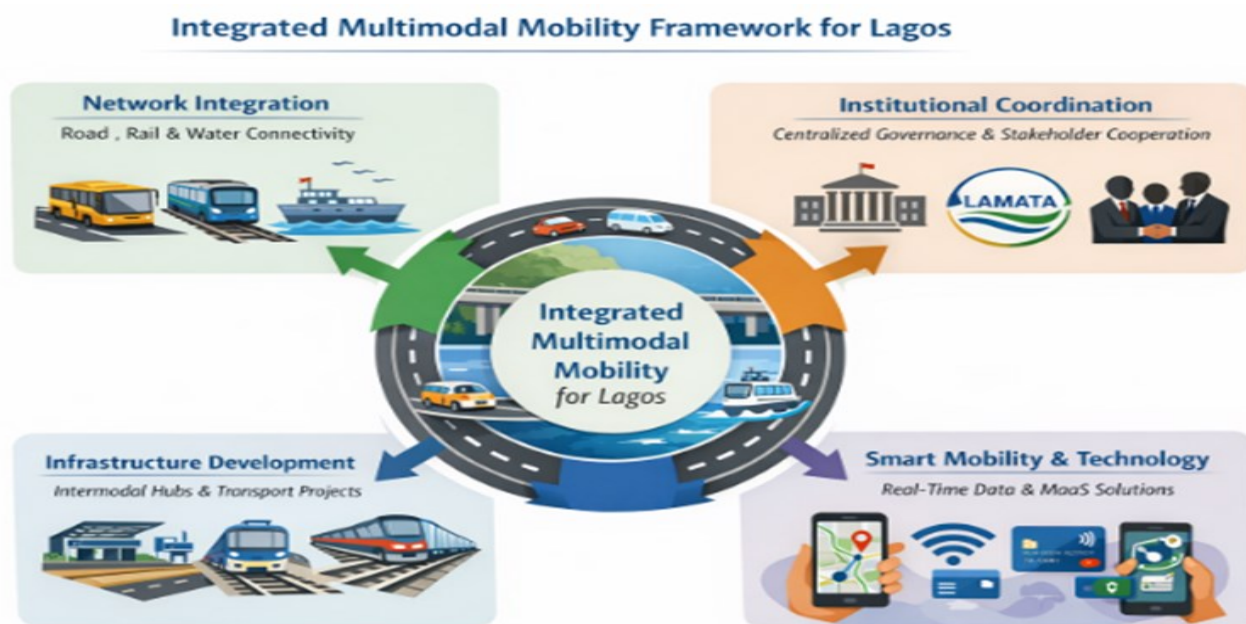 Integrated Multimodal Mobility Framework for Lagos
Network Integration
Road , Rail & Water Connectivity
Institutional Coordination
Centralized Governance & Stakeholder Cooperation
LAMATA
Integrated
Multimodal
Mobility
for Lagos
Infrastructure Development
Intermodal Hubs & Transport Projects
Smart Mobility & Technology
Real-Time Data & MaaS Solutions